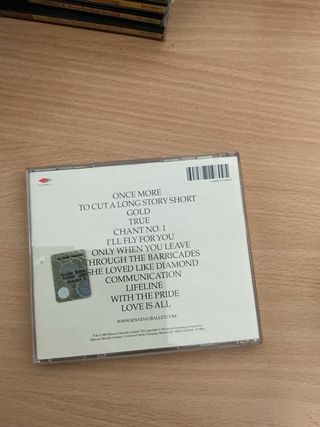 ONCE MORE
TO CUT A LONG STORY SHORT
GOLD
TRUE
CHANT NO. 1
I'LL FLY FOR YOU
ONLY WHEN YOU LEAVE
THROUGH THE BARRICADES
SHE LOVED LIKE DIAMOND
COMMUNICATION
LIFELINE
WITH THE PRIDE
LOVE IS ALL
WWW.SPANDAUBALLET.COM